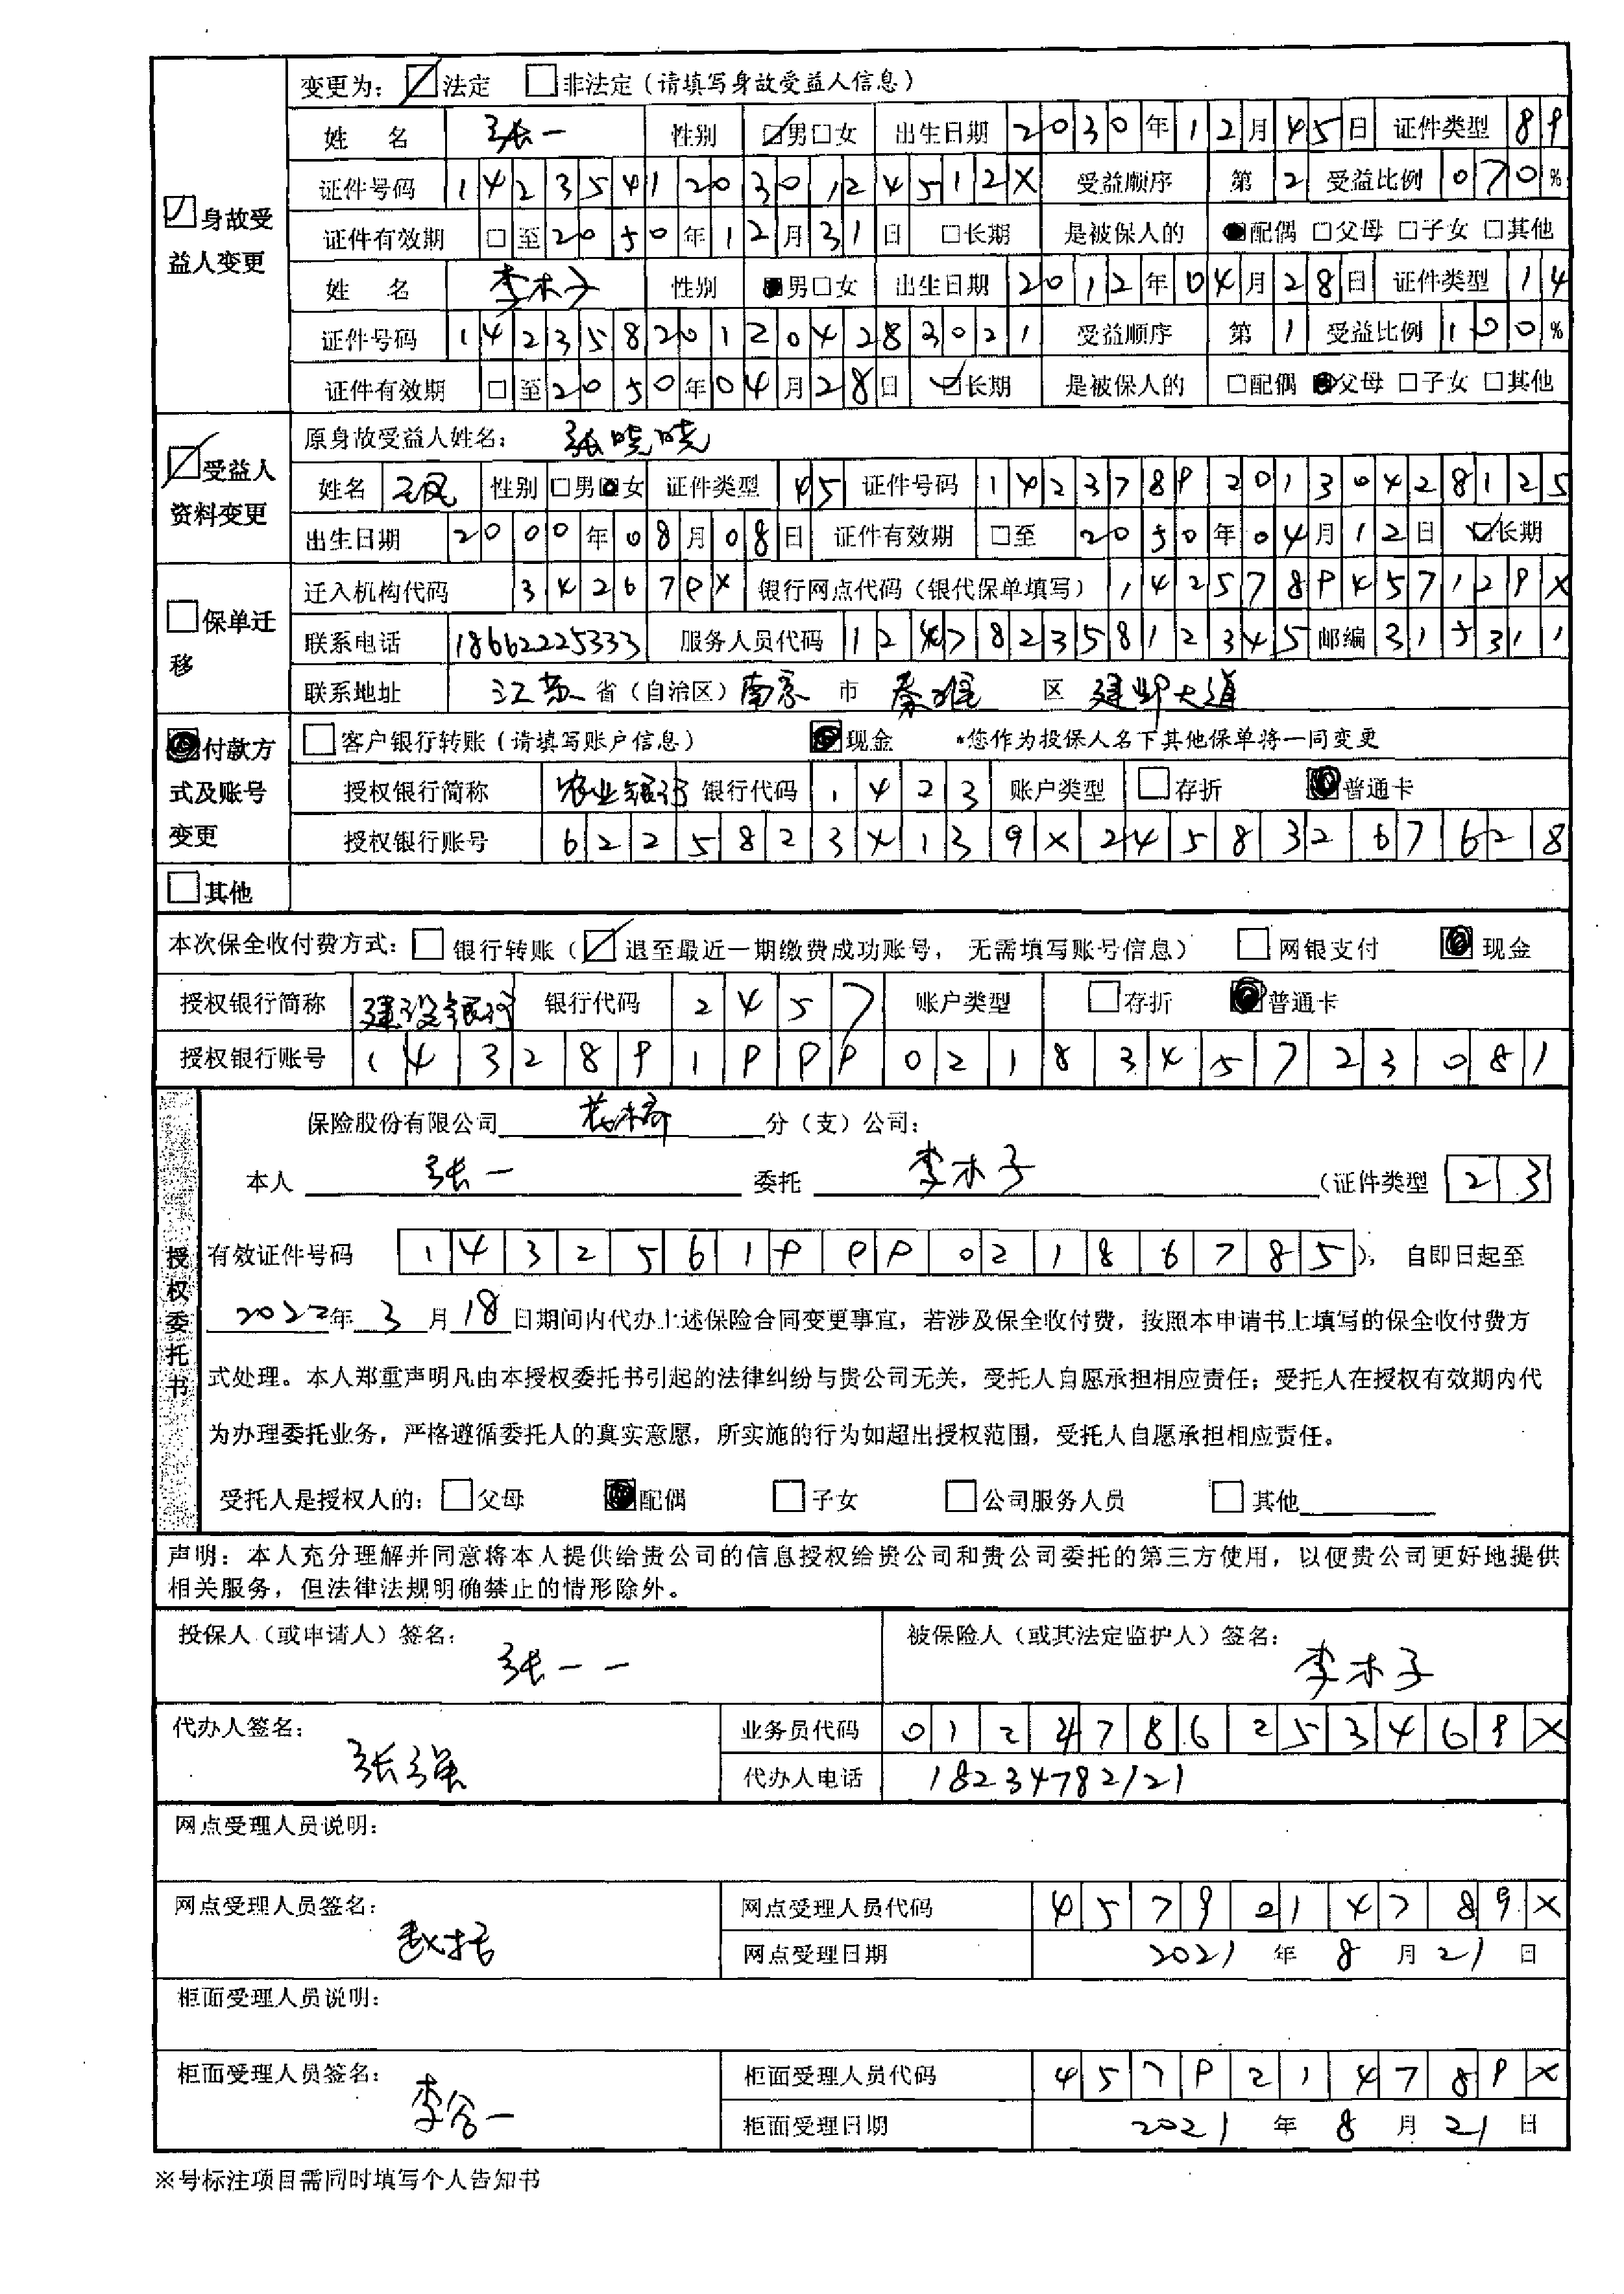 变更为：☑法定 □非法定（请填写身故受益人信息）
姓 名 张一 性别 ☑男□女 出生日期 2030年12月45日 证件类型 89
证件号码 14235412030124512X 受益顺序 第2 受益比例 070%
☑身故受益人变更
证件有效期 □至2050年12月31日 □长期 是被保人的 ■配偶 □父母 □子女 □其他
姓 名 李木子 性别 ■男□女 出生日期 2012年04月28日 证件类型 14
证件号码 142358201204283021 受益顺序 第1 受益比例 100%
证件有效期 □至2050年04月28日 ☑长期 是被保人的 □配偶 ■父母 □子女 □其他
☑受益人资料变更
原身故受益人姓名： 张晓晓
姓名 王凤 性别 □男■女 证件类型 45 证件号码 142378920130428125
出生日期 2000年08月08日 证件有效期 □至 2050年04月12日 ☑长期
□保单迁移
迁入机构代码 342679X 银行网点代码（银代保单填写） 1425789457129X
联系电话 18662225333 服务人员代码 12478235812345 邮编 315311
联系地址 江苏 省（自治区） 南京 市 秦淮 区 建邺大道
■付款方式及账号变更
□客户银行转账（请填写账户信息） ■现金 *您作为投保人名下其他保单将一同变更
授权银行简称 农业银行 银行代码 1423 账户类型 □存折 ■普通卡
授权银行账号 62258234139X24583267628
□其他
本次保全收付费方式：□银行转账（☑退至最近一期缴费成功账号，无需填写账号信息） □网银支付 ■现金
授权银行简称 建设银行 银行代码 2457 账户类型 □存折 ■普通卡
授权银行账号 14328919990218345723081
授权委托书
保险股份有限公司 花桥 分（支）公司：
本人 张一 委托 李木子 （证件类型 23
有效证件号码 143256199902186785），自即日起至
2022年3月18日期间内代办上述保险合同变更事宜，若涉及保全收付费，按照本申请书上填写的保全收付费方
式处理。本人郑重声明凡由本授权委托书引起的法律纠纷与贵公司无关，受托人自愿承担相应责任；受托人在授权有效期内代
为办理委托业务，严格遵循委托人的真实意愿，所实施的行为如超出授权范围，受托人自愿承担相应责任。
受托人是授权人的：□父母 ■配偶 □子女 □公司服务人员 □其他
声明：本人充分理解并同意将本人提供给贵公司的信息授权给贵公司和贵公司委托的第三方使用，以便贵公司更好地提供
相关服务，但法律法规明确禁止的情形除外。
投保人（或申请人）签名： 张一一 被保险人（或其法定监护人）签名： 李木子
代办人签名： 张强 业务员代码 0124786253469X
代办人电话 18234782121
网点受理人员说明：
网点受理人员签名： 赵托 网点受理人员代码 4579214789X
网点受理日期 2021 年 8 月 21 日
柜面受理人员说明：
柜面受理人员签名： 李谷一 柜面受理人员代码 4579214789X
柜面受理日期 2021 年 8 月 21 日
※号标注项目需同时填写个人告知书